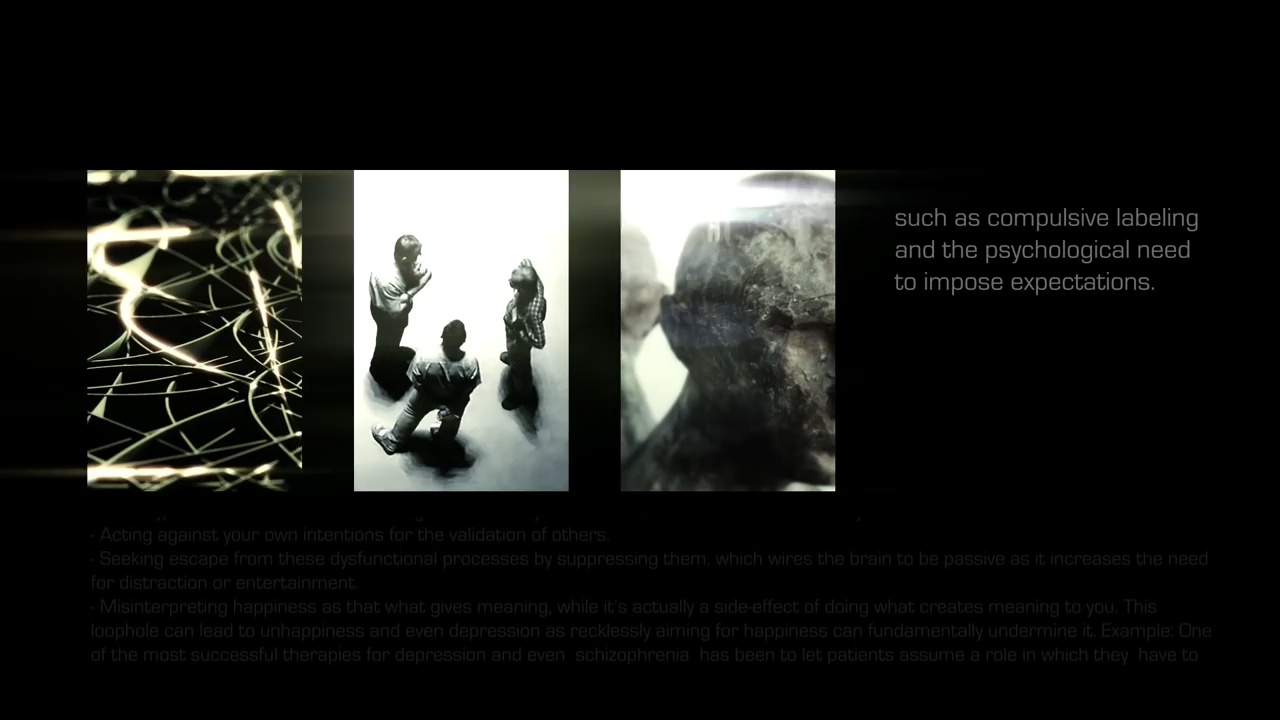 such as compulsive labeling
and the psychological need
to impose expectations.
- Acting against your own intentions for the validation of others.
- Seeking escape from these dysfunctional processes by suppressing them, which wires the brain to be passive as it increases the need
for distraction or entertainment.
- Misinterpreting happiness as that what gives meaning, while it's actually a side-effect of doing what creates meaning to you. This
loophole can lead to unhappiness and even depression as recklessly aiming for happiness can fundamentally undermine it. Example: One
of the most successful therapies for depression and even schizophrenia has been to let patients assume a role in which they have to